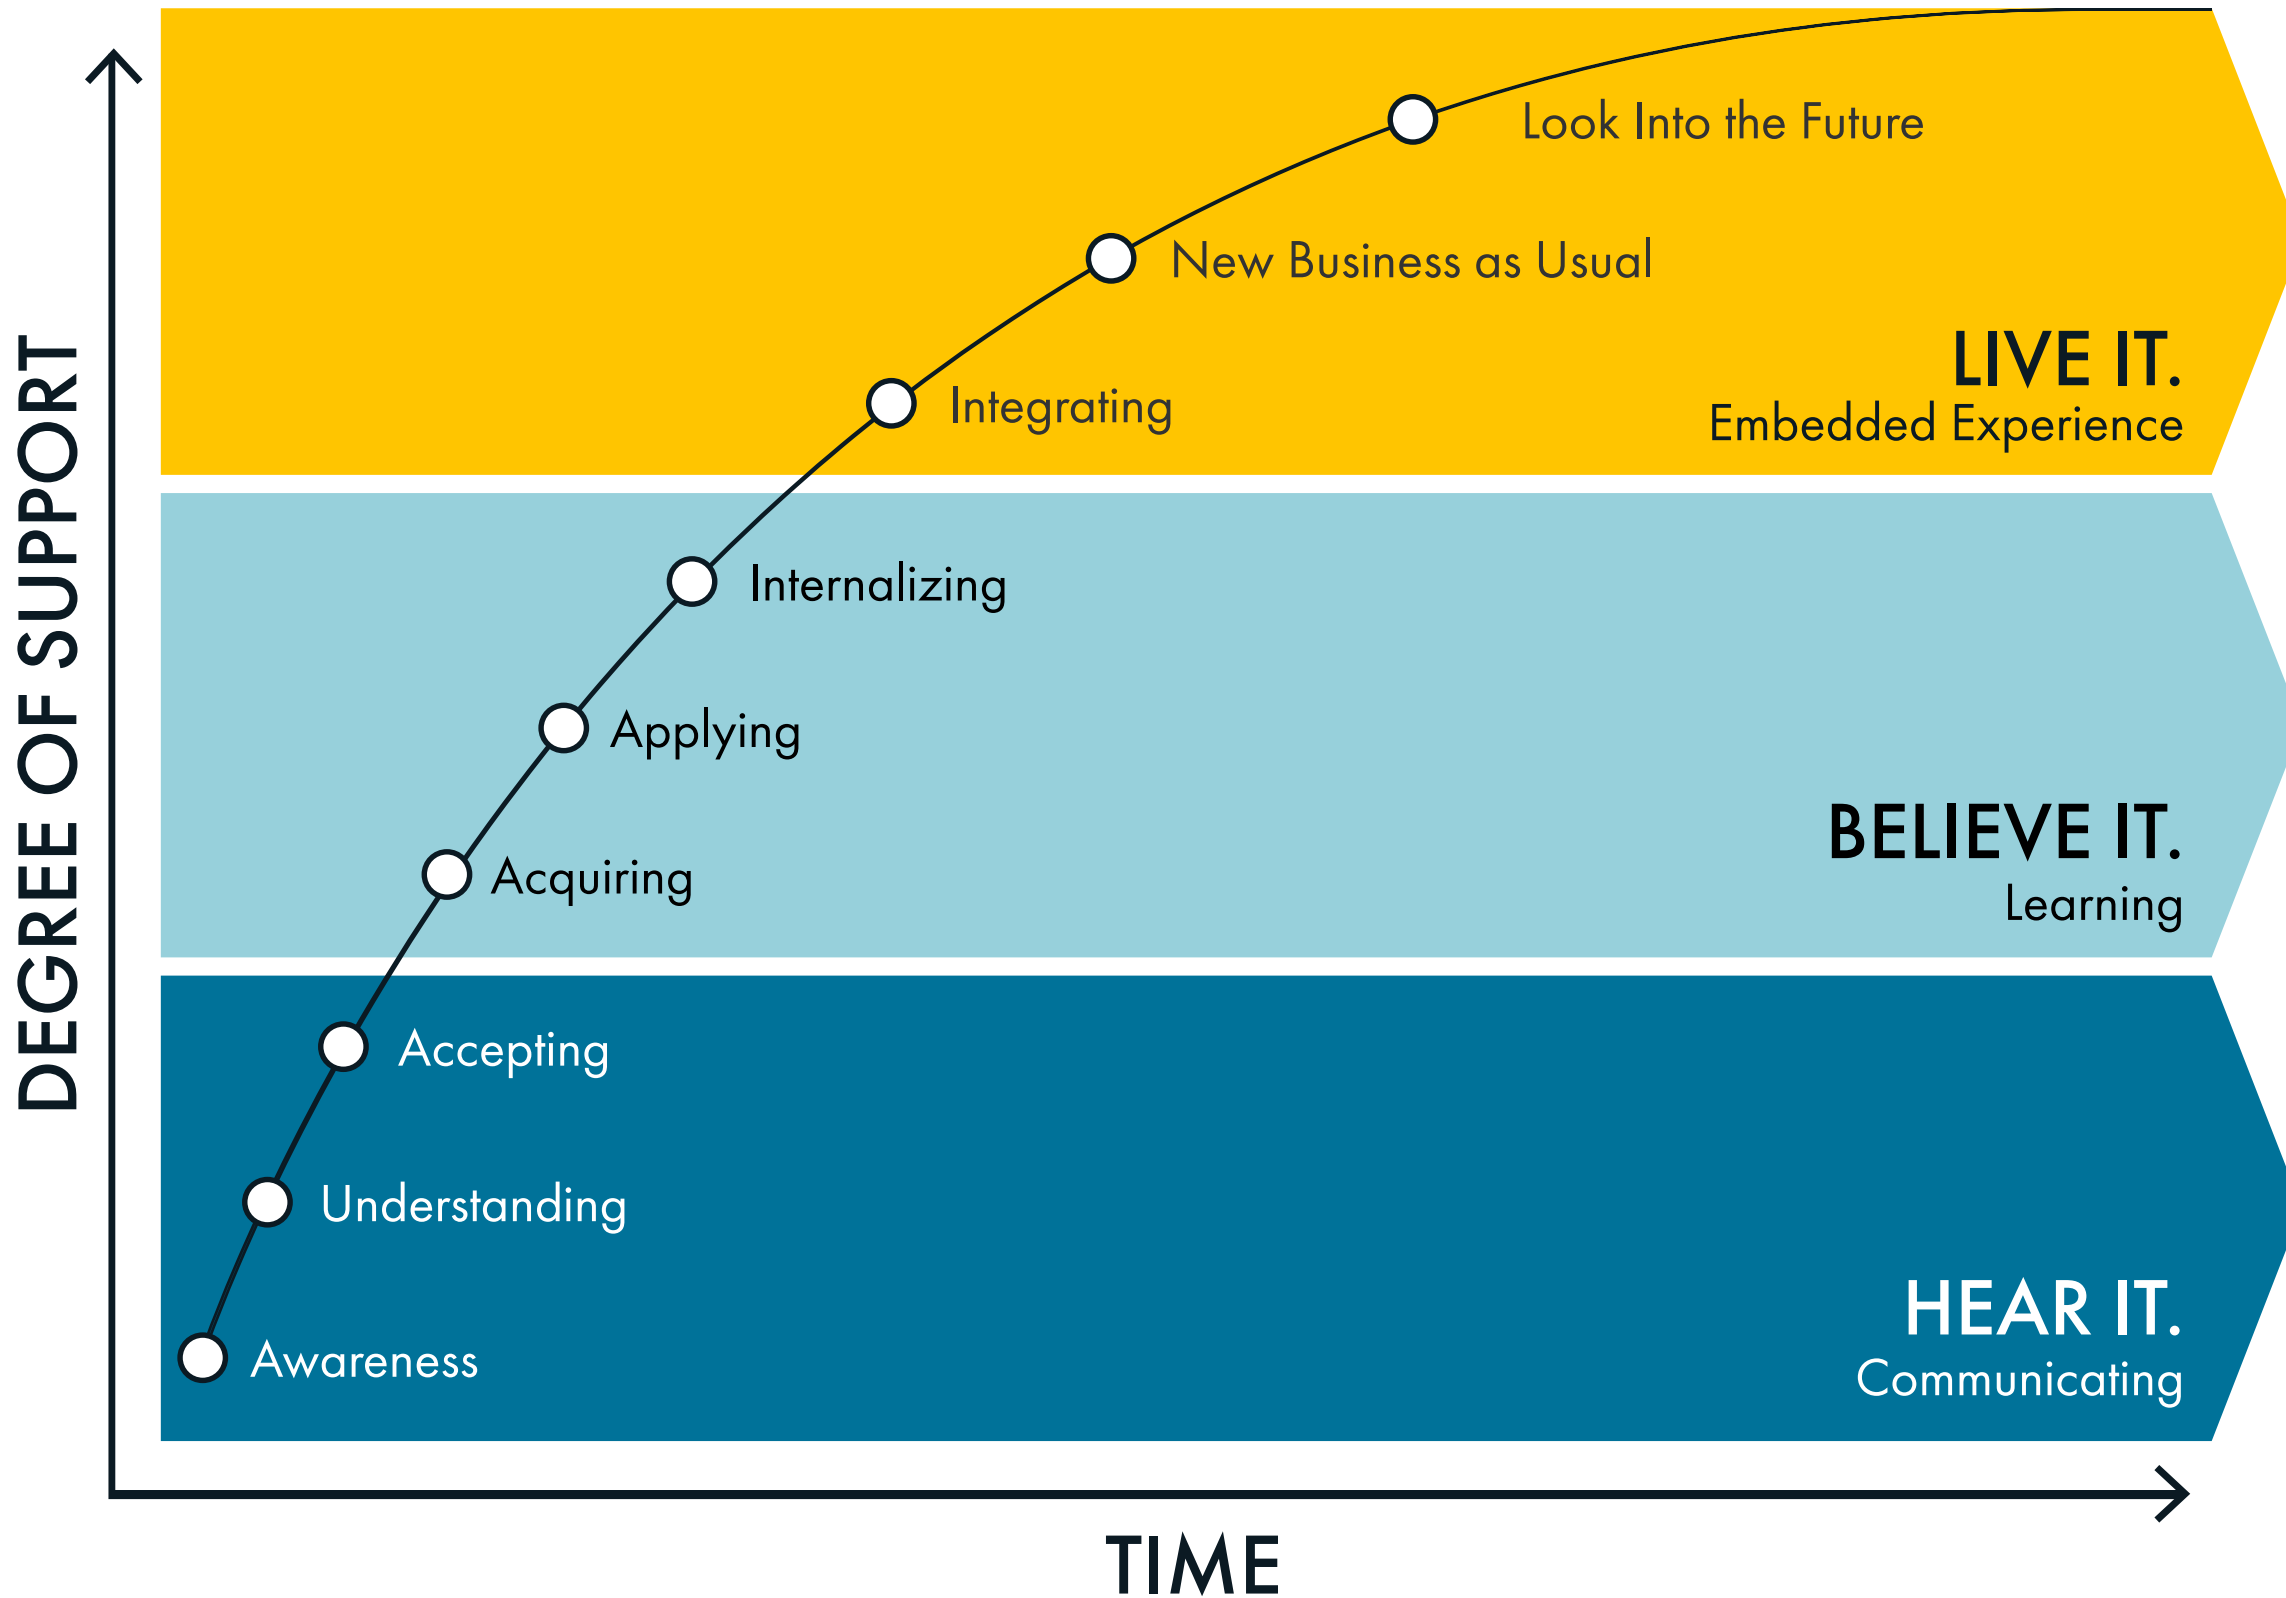 DEGREE OF SUPPORT
Look Into the Future
New Business as Usual
Integrating
LIVE IT.
Embedded Experience
Internalizing
Applying
Acquiring
BELIEVE IT.
Learning
Accepting
Understanding
Awareness
HEAR IT.
Communicating
TIME